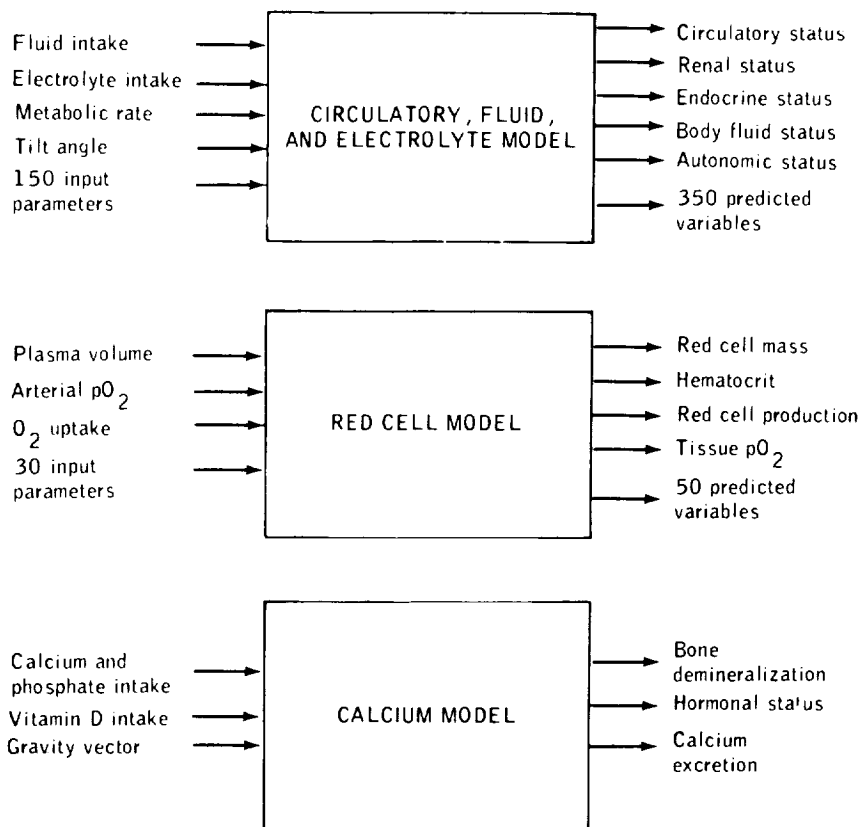 Fluid intake
Electrolyte intake
Metabolic rate
Tilt angle
150 input
parameters
CIRCULATORY, FLUID,
AND ELECTROLYTE MODEL
Circulatory status
Renal status
Endocrine status
Body fluid status
Autonomic status
350 predicted
variables
Plasma volume
Arterial pO2
O2 uptake
30 input
parameters
RED CELL MODEL
Red cell mass
Hematocrit
Red cell production
Tissue pO2
50 predicted
variables
Calcium and
phosphate intake
Vitamin D intake
Gravity vector
CALCIUM MODEL
Bone
demineralization
Hormonal status
Calcium
excretion